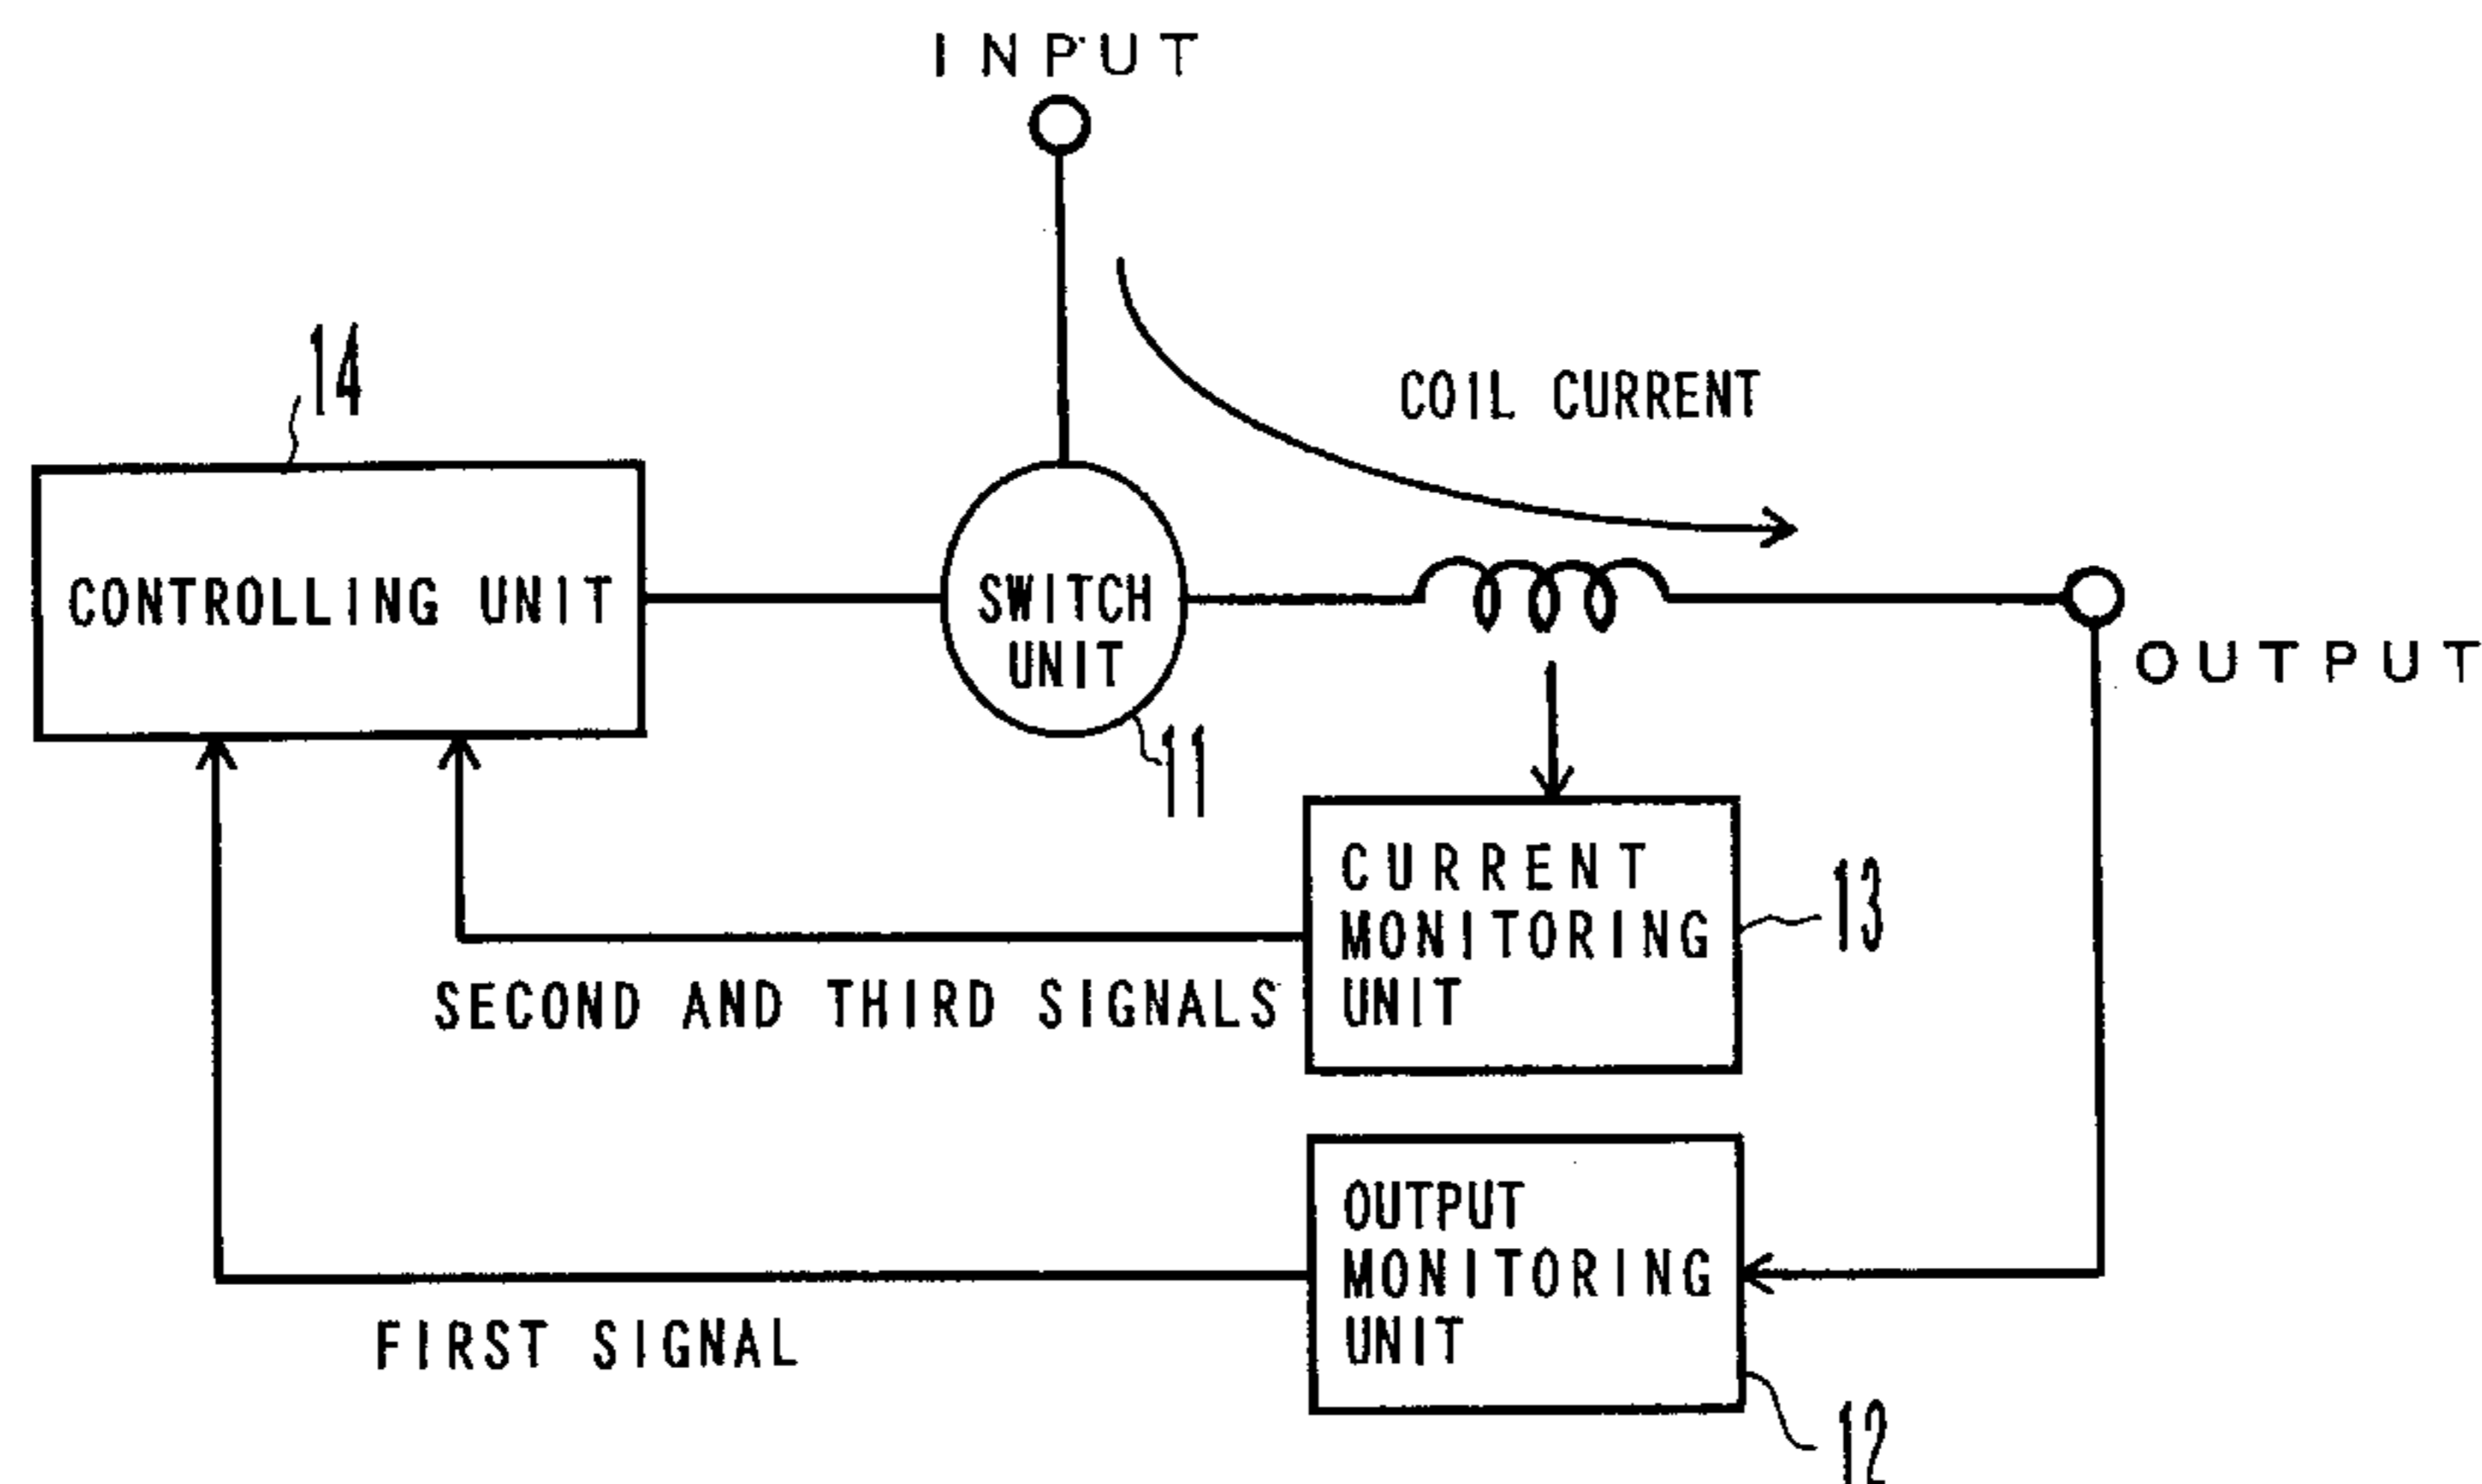 INPUT
14
COIL CURRENT
CONTROLLING UNIT
SWITCH
UNIT
OUTPUT
11
CURRENT
MONITORING
UNIT
13
SECOND AND THIRD SIGNALS
OUTPUT
MONITORING
UNIT
FIRST SIGNAL
12